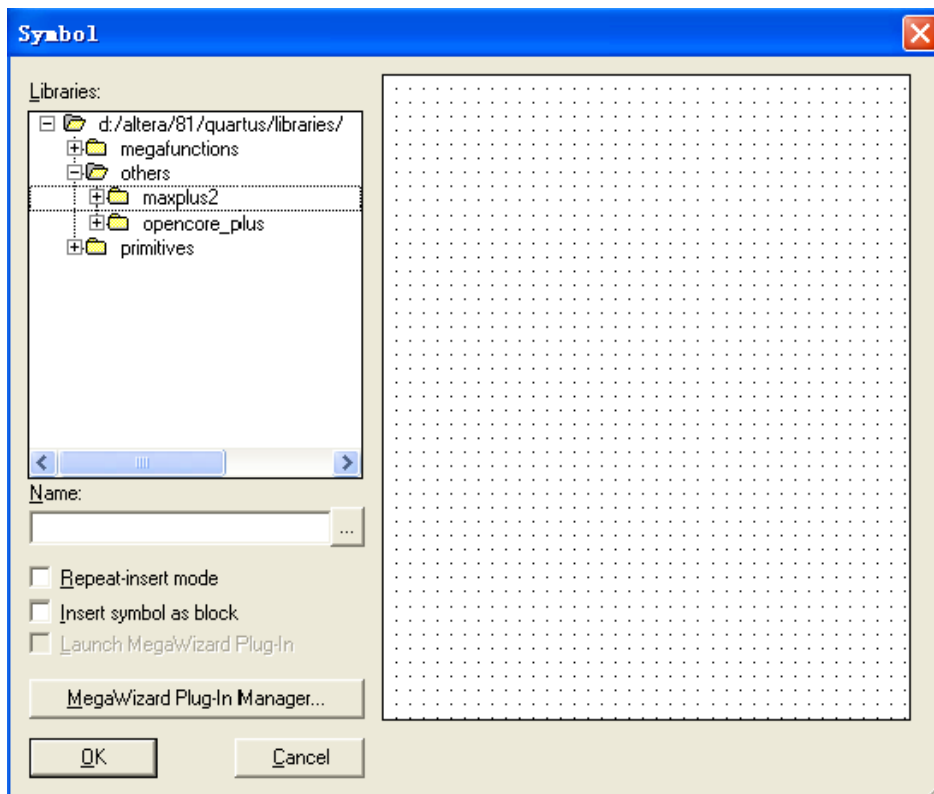 Symbol
Libraries:
d:/altera/81/quartus/libraries/
megafunctions
others
maxplus2
opencore_plus
primitives
Name:
...
Repeat-insert mode
Insert symbol as block
Launch MegaWizard Plug-In
MegaWizard Plug-In Manager...
OK
Cancel